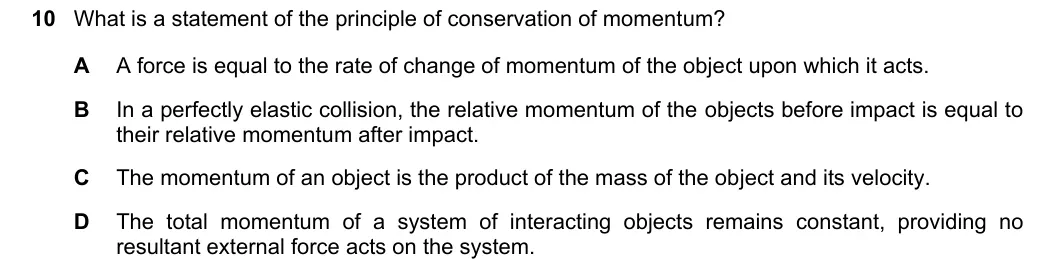 10 What is a statement of the principle of conservation of momentum?
A A force is equal to the rate of change of momentum of the object upon which it acts.
B In a perfectly elastic collision, the relative momentum of the objects before impact is equal to
their relative momentum after impact.
C The momentum of an object is the product of the mass of the object and its velocity.
D The total momentum of a system of interacting objects remains constant, providing no
resultant external force acts on the system.